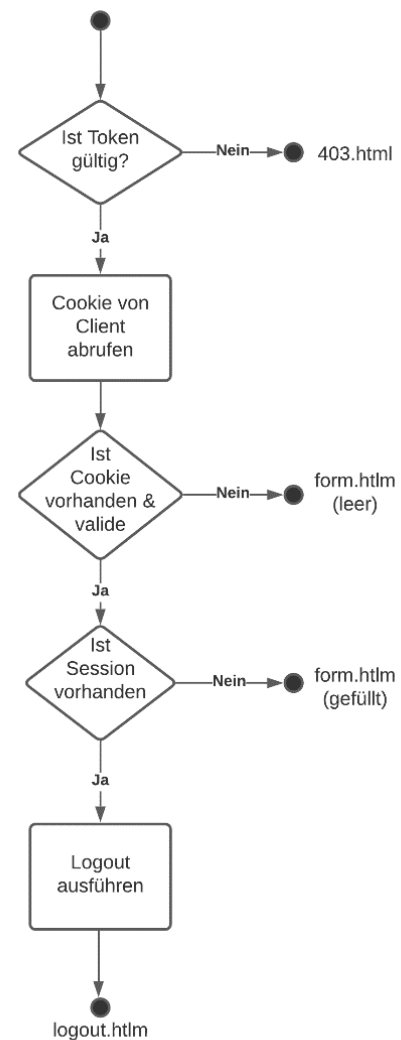 Ist Token
gültig?
Nein
403.html
Ja
Cookie von
Client
abrufen
Ist
Cookie
vorhanden &
valide
Nein
form.htlm
(leer)
Ja
Ist
Session
vorhanden
Nein
form.htlm
(gefüllt)
Ja
Logout
ausführen
logout.htlm